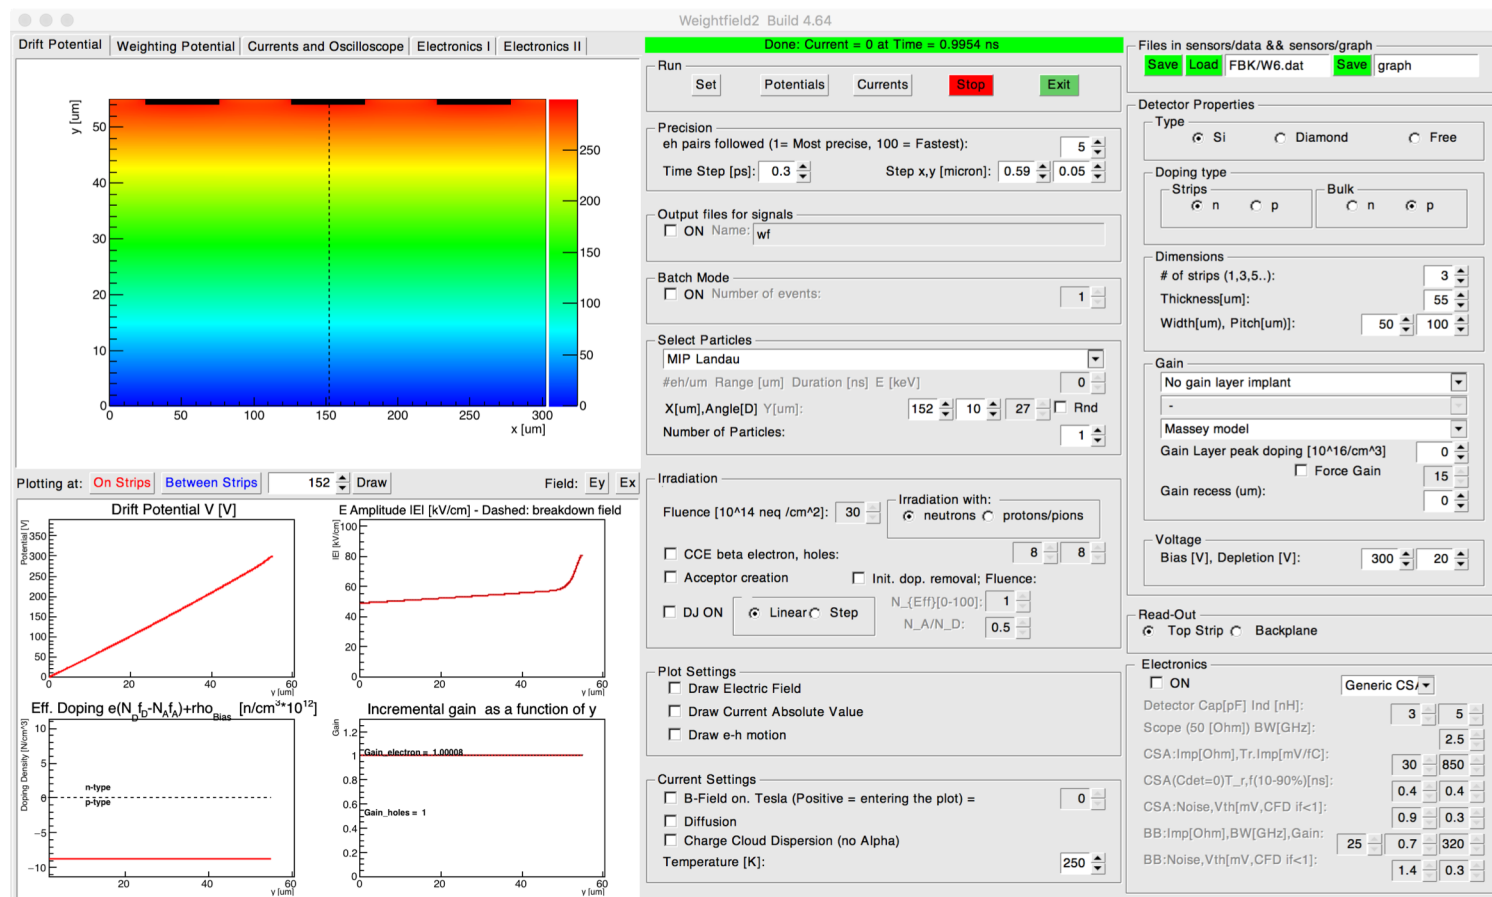 Weightfield2 Build 4.64
Drift Potential
Weighting Potential
Currents and Oscilloscope
Electronics I
Electronics II
y [um]
50
40
30
20
10
0
0 50 100 150 200 250 300
x [um]
250
200
150
100
50
0
Plotting at: On Strips Between Strips 152 Draw Field: Ey Ex
Drift Potential V [V]
Potential [V]
350
300
250
200
150
100
50
0
20 40 60
y [um]
E Amplitude |E| [kV/cm] - Dashed: breakdown field
|E| [kV/cm]
100
80
60
40
20
0
0 20 40 60
y [um]
Eff. Doping e(N_D f_D-N_A f_A)+rho_Bias [n/cm^3*10^12]
Doping Density [N/cm^3]
10
5
0
−5
−10
n-type
p-type
20 40 60
y [um]
Incremental gain as a function of y
Gain
1.2
1
0.8
0.6
0.4
0.2
0
Gain_electron = 1.00008
Gain_holes = 1
0 20 40 60
y [um]
Done: Current = 0 at Time = 0.9954 ns
Run
Set Potentials Currents Stop Exit
Precision
eh pairs followed (1= Most precise, 100 = Fastest): 5
Time Step [ps]: 0.3 Step x,y [micron]: 0.59 0.05
Output files for signals
ON Name: wf
Batch Mode
ON Number of events: 1
Select Particles
MIP Landau
#eh/um Range [um] Duration [ns] E [keV] 0
X[um],Angle[D] Y[um]: 152 10 27 Rnd
Number of Particles: 1
Irradiation
Fluence [10^14 neq /cm^2]: 30
Irradiation with:
neutrons protons/pions
CCE beta electron, holes: 8 8
Acceptor creation Init. dop. removal; Fluence:
N_{Eff}[0-100]: 1
DJ ON Linear Step
N_A/N_D: 0.5
Plot Settings
Draw Electric Field
Draw Current Absolute Value
Draw e-h motion
Current Settings
B-Field on. Tesla (Positive = entering the plot) = 0
Diffusion
Charge Cloud Dispersion (no Alpha)
Temperature [K]: 250
Files in sensors/data && sensors/graph
Save Load FBK/W6.dat Save graph
Detector Properties
Type
Si Diamond Free
Doping type
Strips
n p
Bulk
n p
Dimensions
# of strips (1,3,5..): 3
Thickness[um]: 55
Width[um), Pitch[um)]: 50 100
Gain
No gain layer implant
-
Massey model
Gain Layer peak doping [10^16/cm^3] 0
Force Gain 15
Gain recess (um): 0
Voltage
Bias [V], Depletion [V]: 300 20
Read-Out
Top Strip Backplane
Electronics
ON Generic CSA
Detector Cap[pF] Ind [nH]: 3 5
Scope (50 [Ohm]) BW[GHz]: 2.5
CSA:Imp[Ohm],Tr.Imp[mV/fC]: 30 850
CSA(Cdet=0)T_r,f(10-90%)[ns]: 0.4 0.4
CSA:Noise,Vth[mV,CFD if<1]: 0.9 0.3
BB:Imp[Ohm],BW[GHz],Gain: 25 0.7 320
BB:Noise,Vth[mV,CFD if<1]: 1.4 0.3